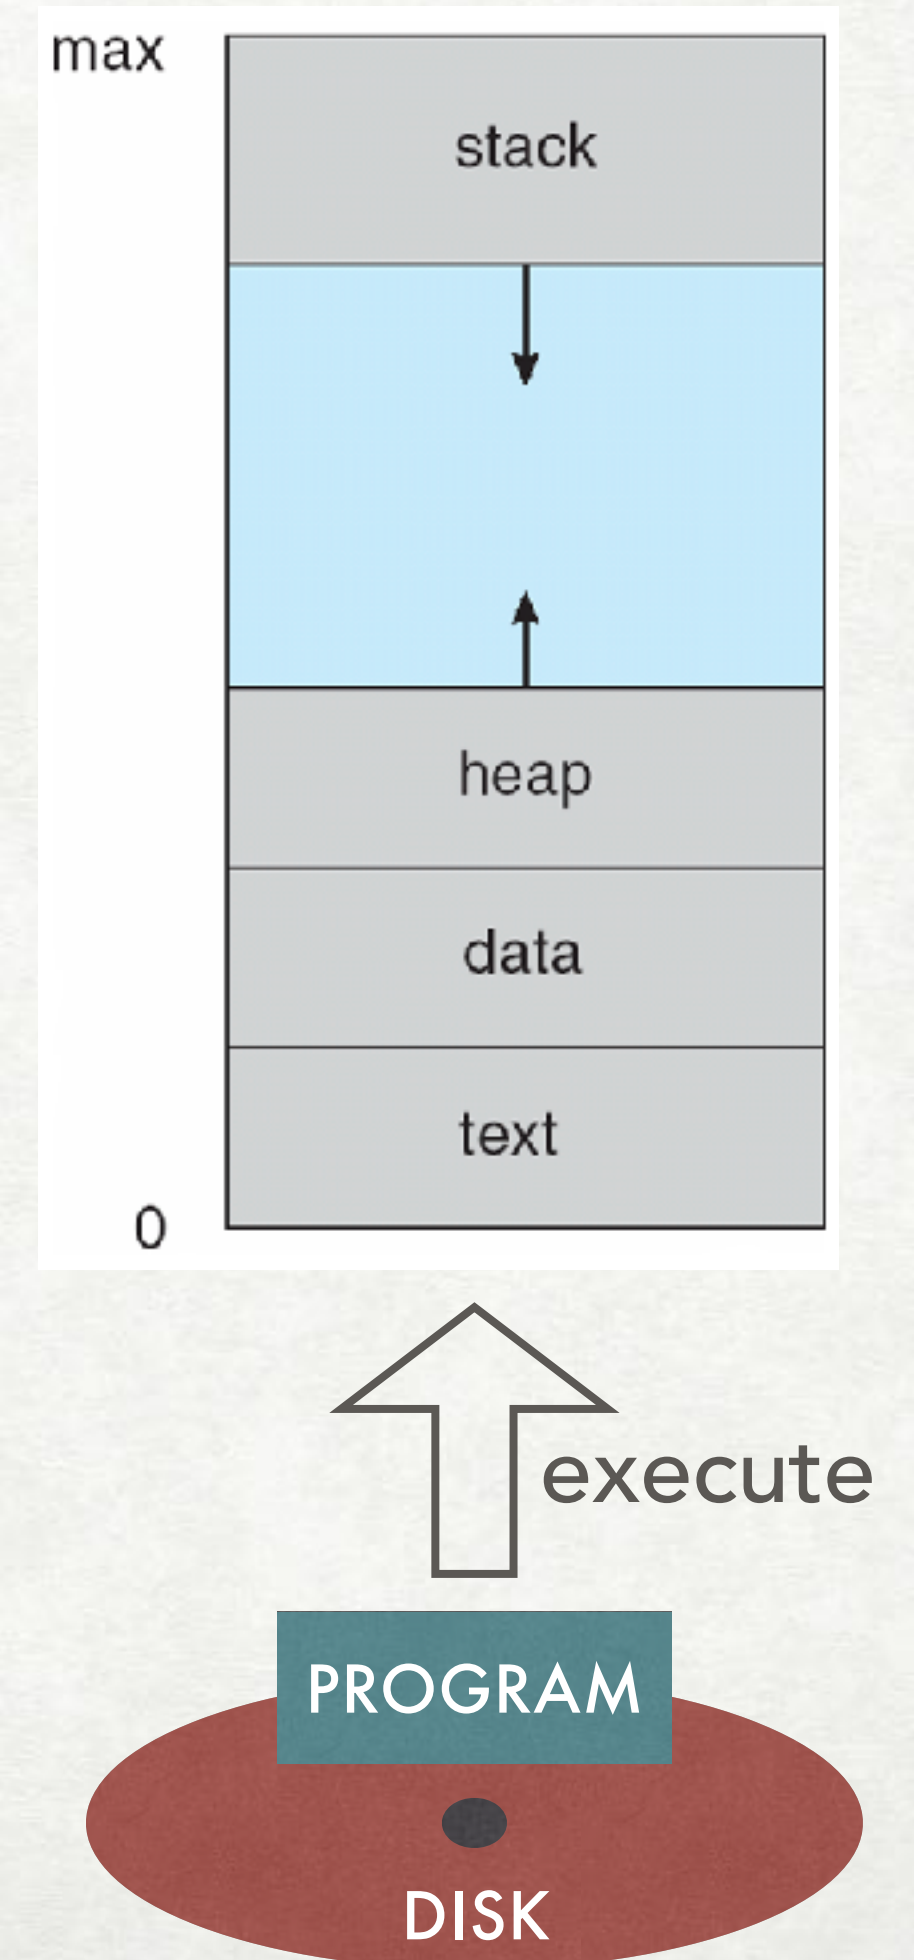 max
stack
heap
data
text
0
execute
PROGRAM
DISK